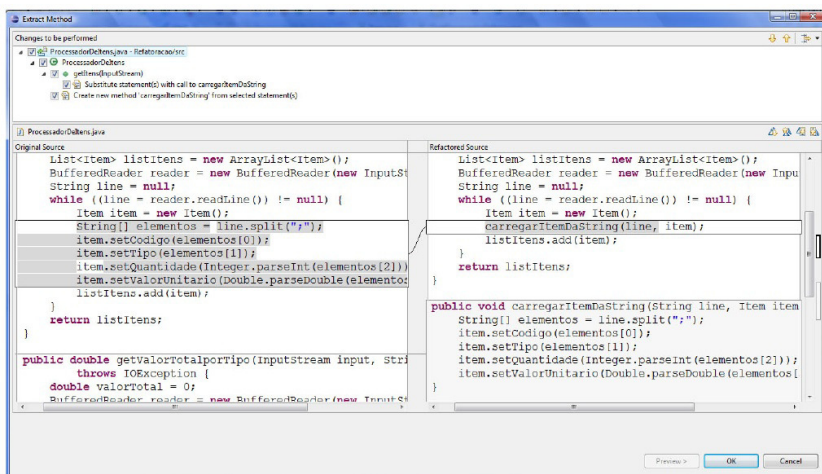 Extract Method
Changes to be performed
ProcessadorDeItens.java - Refatoracao/src
ProcessadorDeItens
getItens(InputStream)
Substitute statement(s) with call to carregarItemDaString
Create new method 'carregarItemDaString' from selected statement(s)
ProcessadorDeItens.java
Original Source
List<Item> listItens = new ArrayList<Item>();
BufferedReader reader = new BufferedReader(new InputSt
String line = null;
while ((line = reader.readLine()) != null) {
Item item = new Item();
String[] elementos = line.split(";");
item.setCodigo(elementos[0]);
item.setTipo(elementos[1]);
item.setQuantidade(Integer.parseInt(elementos[2]))
item.setValorUnitario(Double.parseDouble(elementos
listItens.add(item);
}
return listItens;
}
public double getValorTotalporTipo(InputStream input, Stri
throws IOException {
double valorTotal = 0;
BufferedReader reader = new BufferedReader(new InputSt
Refactored Source
List<Item> listItens = new ArrayList<Item>();
BufferedReader reader = new BufferedReader(new Inpu
String line = null;
while ((line = reader.readLine()) != null) {
Item item = new Item();
carregarItemDaString(line, item);
listItens.add(item);
}
return listItens;
}
public void carregarItemDaString(String line, Item item
String[] elementos = line.split(";");
item.setCodigo(elementos[0]);
item.setTipo(elementos[1]);
item.setQuantidade(Integer.parseInt(elementos[2]));
item.setValorUnitario(Double.parseDouble(elementos[
}
Preview >
OK
Cancel